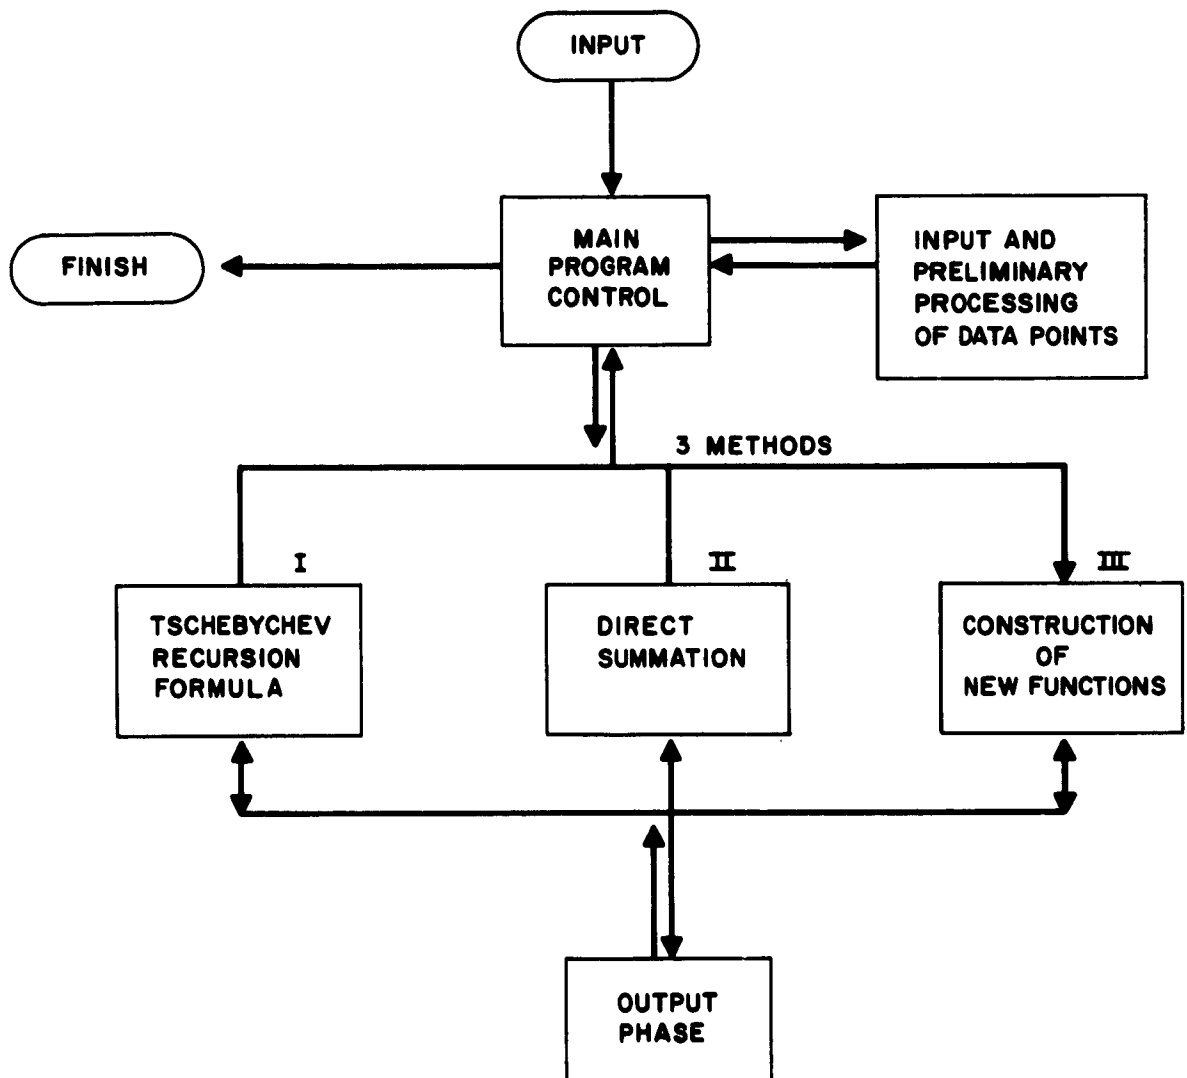 INPUT
MAIN
PROGRAM
CONTROL
INPUT AND
PRELIMINARY
PROCESSING
OF DATA POINTS
FINISH
3 METHODS
I
II
III
TSCHEBYCHEV
RECURSION
FORMULA
DIRECT
SUMMATION
CONSTRUCTION
OF
NEW FUNCTIONS
OUTPUT
PHASE